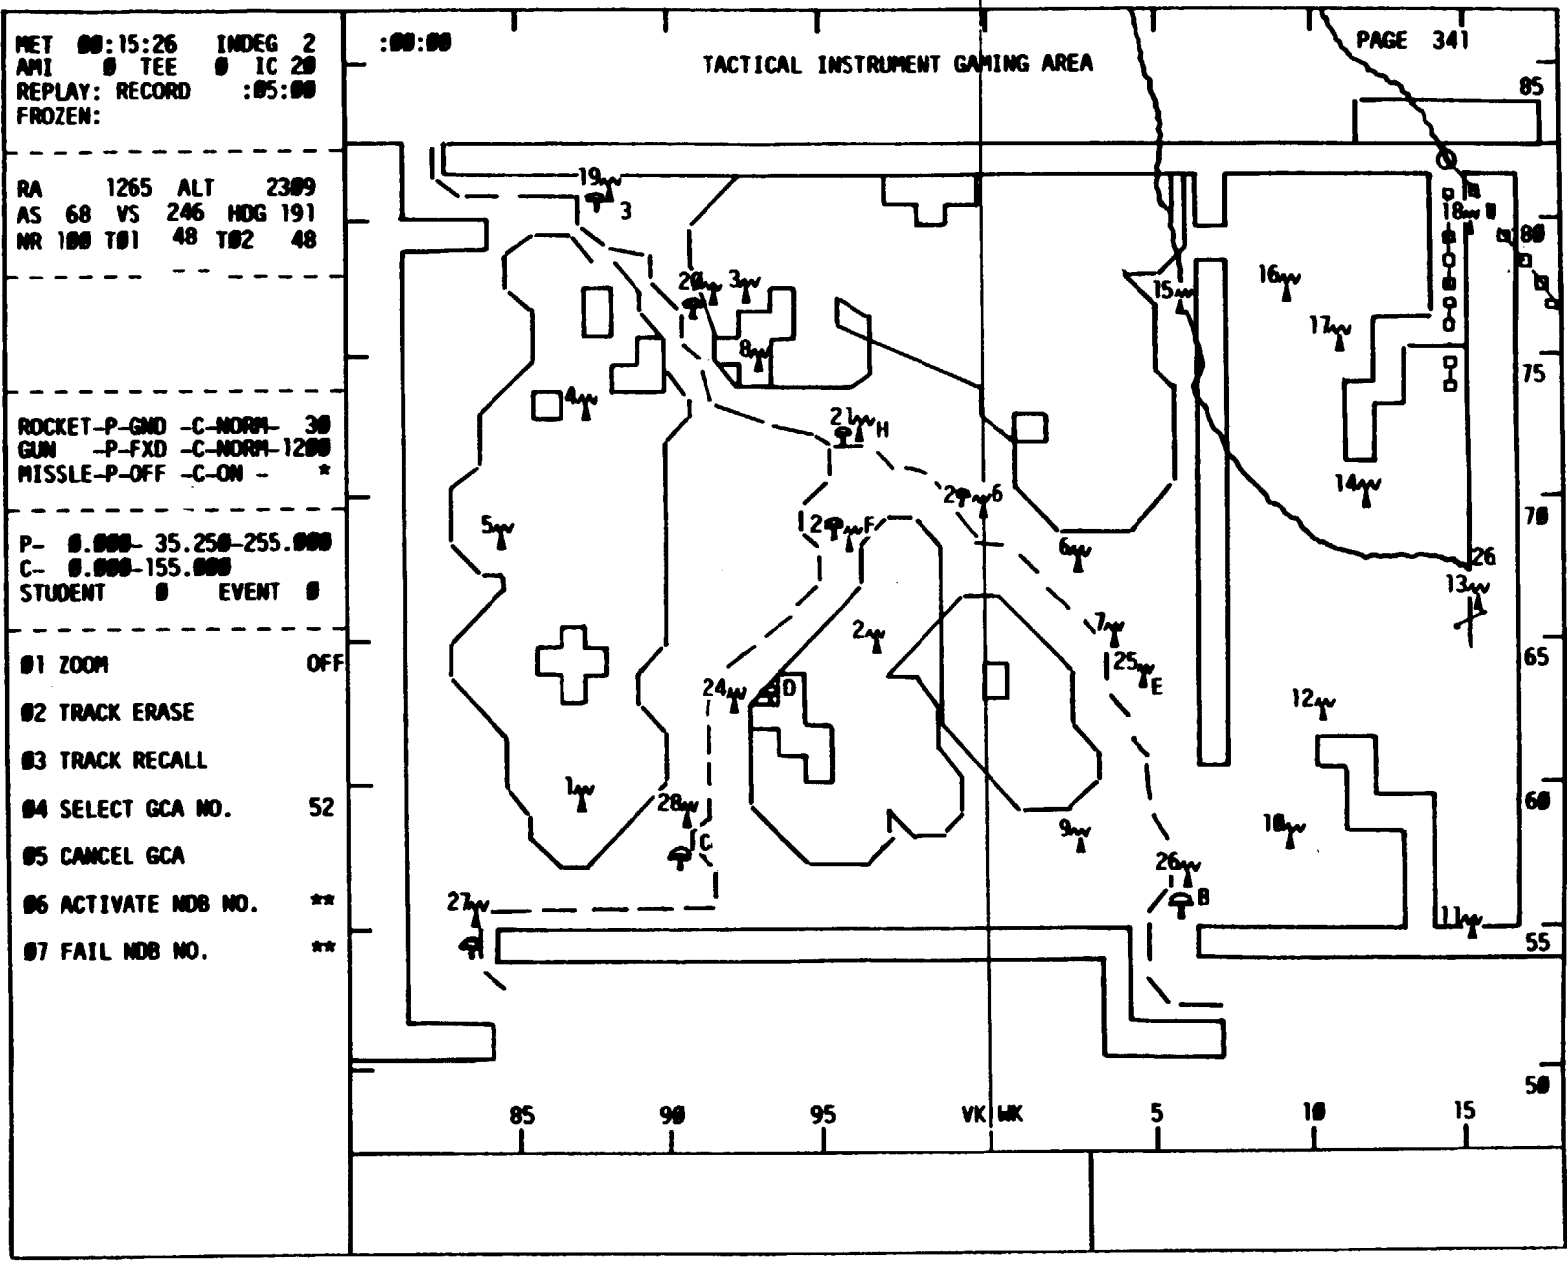 MET 00:15:26 INDEG 2
AMI 0 TEE 0 IC 20
REPLAY: RECORD :05:00
FROZEN:
RA 1265 ALT 2309
AS 68 VS 246 HDG 191
NR 100 TQ1 48 TQ2 48
ROCKET-P-GND -C-NORM- 30
GUN -P-FXD -C-NORM-1200
MISSLE-P-OFF -C-ON - *
P- 0.000- 35.250-255.000
C- 0.000-155.000
STUDENT 0 EVENT 0
01 ZOOM OFF
02 TRACK ERASE
03 TRACK RECALL
04 SELECT GCA NO. 52
05 CANCEL GCA
06 ACTIVATE NDB NO. **
07 FAIL NDB NO. **
:00:00
PAGE 341
TACTICAL INSTRUMENT GAMING AREA
85
19
3
18
80
20
3
16
15
17
75
8
4
21
H
14
2
6
70
5
2
F
6
26
13
2
7
65
25
E
24
D
12
1
28
60
C
9
10
26
B
27
11
55
50
85 90 95 VK WK 5 10 15